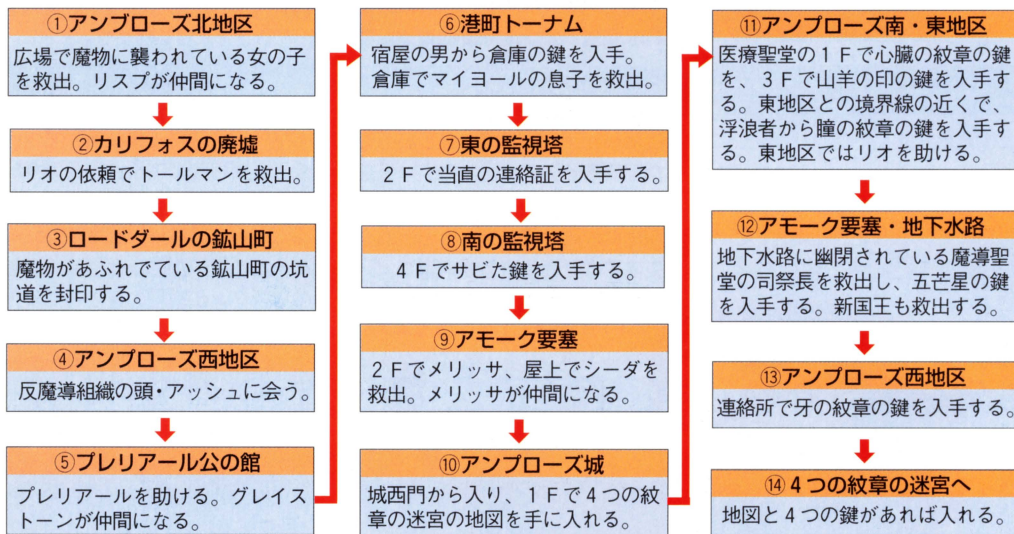 ①アンブローズ北地区
広場で魔物に襲われている女の子
を救出。リスプが仲間になる。
②カリフォスの廃墟
リオの依頼でトールマンを救出。
③ロードダールの鉱山町
魔物があふれでている鉱山町の坑
道を封印する。
④アンプローズ西地区
反魔導組織の頭・アッシュに会う。
⑤プレリアール公の館
プレリアールを助ける。グレイス
トーンが仲間になる。
⑥港町トーナム
宿屋の男から倉庫の鍵を入手。
倉庫でマイヨールの息子を救出。
⑦東の監視塔
2Fで当直の連絡証を入手する。
⑧南の監視塔
4Fでサビた鍵を入手する。
⑨アモーク要塞
2Fでメリッサ、屋上でシーダを
救出。メリッサが仲間になる。
⑩アンプローズ城
城西門から入り、1Fで4つの紋
章の迷宮の地図を手に入れる。
⑪アンプローズ南・東地区
医療聖堂の1Fで心臓の紋章の鍵
を、3Fで山羊の印の鍵を入手す
る。東地区との境界線の近くで、
浮浪者から瞳の紋章の鍵を入手す
る。東地区ではリオを助ける。
⑫アモーク要塞・地下水路
地下水路に幽閉されている魔導聖
堂の司祭長を救出し、五芒星の鍵
を入手する。新国王も救出する。
⑬アンプローズ西地区
連絡所で牙の紋章の鍵を入手する。
⑭4つの紋章の迷宮へ
地図と4つの鍵があれば入れる。